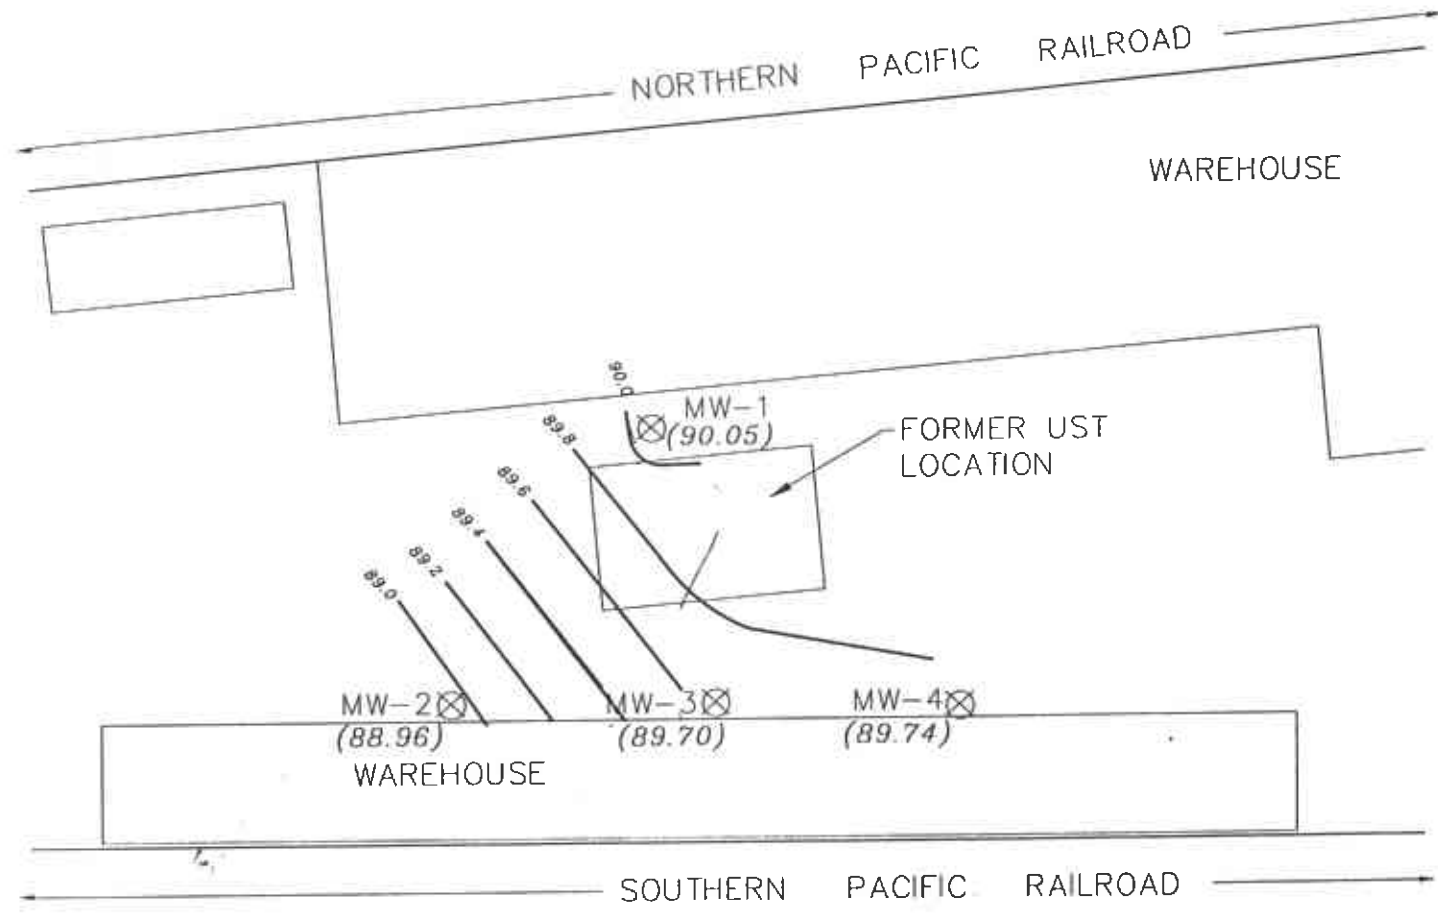 NORTHERN PACIFIC RAILROAD
WAREHOUSE
90.0
MW-1
(90.05)
89.8
FORMER UST
LOCATION
89.6
89.4
89.2
89.0
MW-2
(88.96)
MW-3
(89.70)
MW-4
(89.74)
WAREHOUSE
SOUTHERN PACIFIC RAILROAD